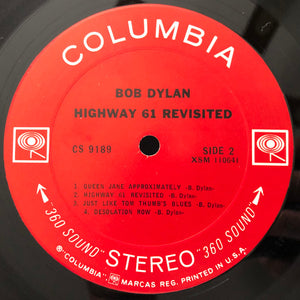 COLUMBIA
BOB DYLAN
HIGHWAY 61 REVISITED
CS 9189 SIDE 2
XSM 110641
1. QUEEN JANE APPROXIMATELY -B. Dylan-
2. HIGHWAY 61 REVISITED -B. Dylan-
3. JUST LIKE TOM THUMB'S BLUES -B. Dylan-
4. DESOLATION ROW -B. Dylan-
"360 SOUND" STEREO "360 SOUND"
® "COLUMBIA", MARCAS REG. PRINTED IN U.S.A.